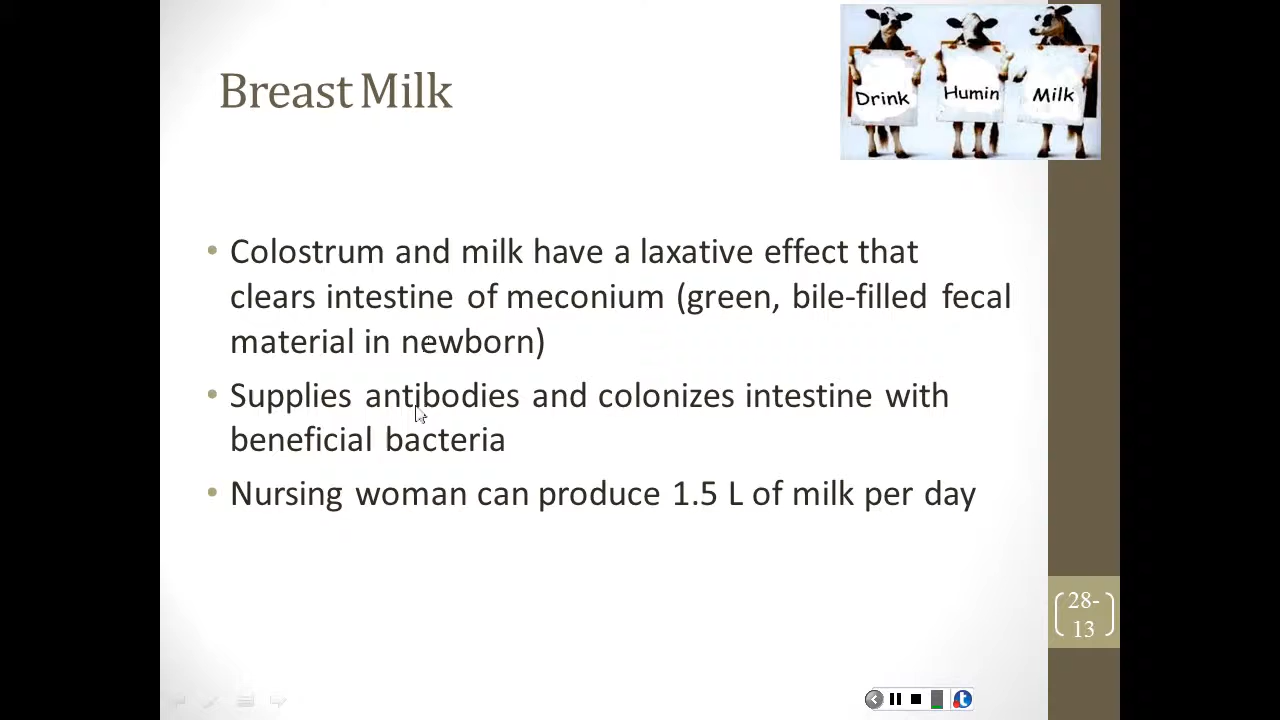 Breast Milk
Drink Humin Milk
• Colostrum and milk have a laxative effect that
clears intestine of meconium (green, bile-filled fecal
material in newborn)
• Supplies antibodies and colonizes intestine with
beneficial bacteria
• Nursing woman can produce 1.5 L of milk per day
28-
13
t